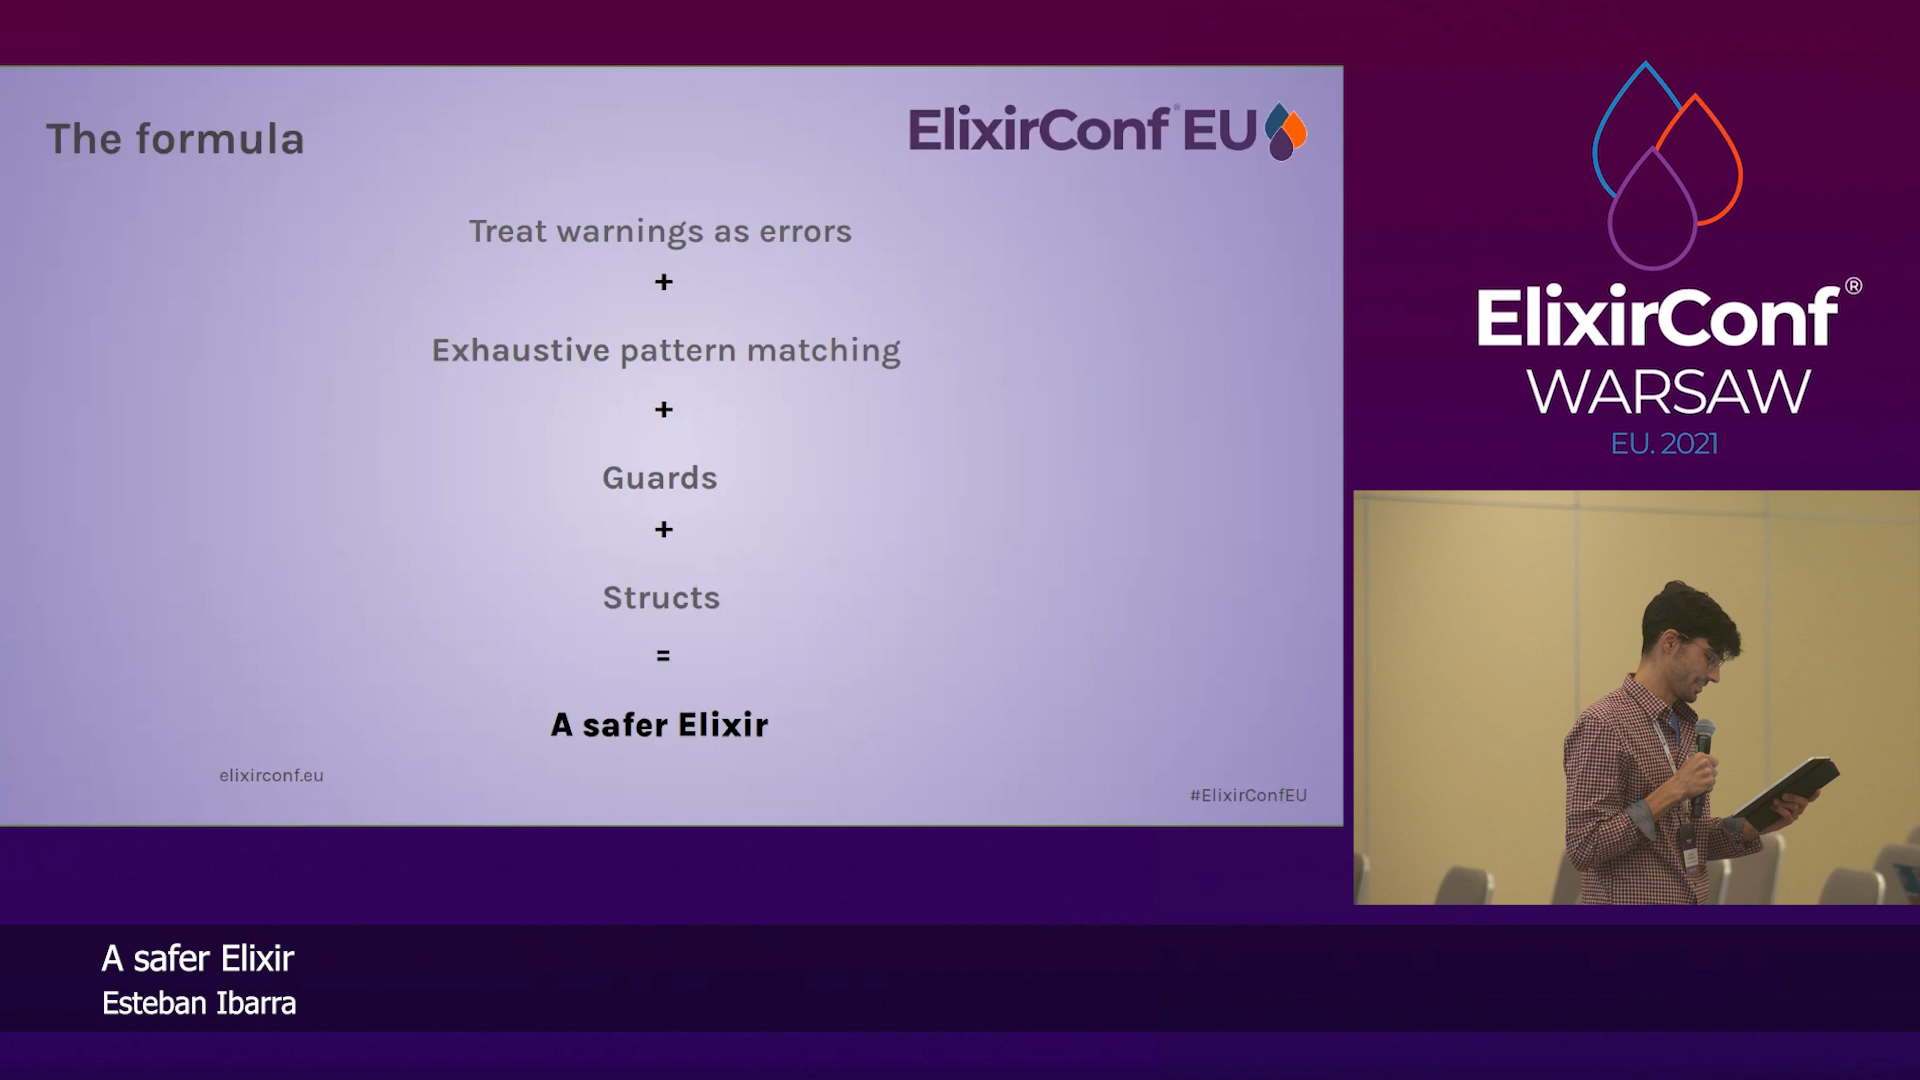 The formula
ElixirConf® EU
Treat warnings as errors
+
Exhaustive pattern matching
+
Guards
+
Structs
=
A safer Elixir
elixirconf.eu
#ElixirConfEU
ElixirConf®
WARSAW
EU. 2021
A safer Elixir
Esteban Ibarra